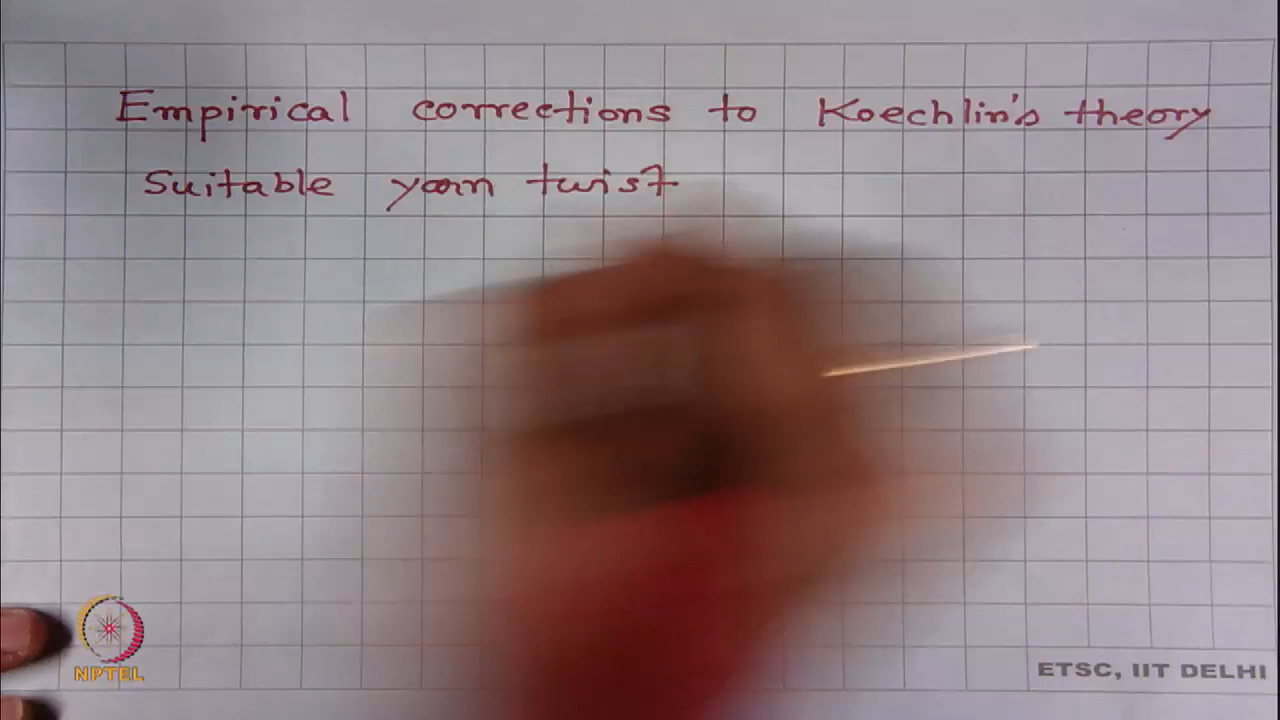 Empirical corrections to Koechlin's theory
Suitable yarn twist
NPTEL
ETSC, IIT DELHI